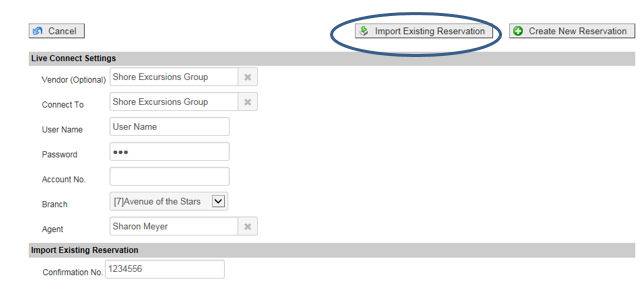 Cancel Import Existing Reservation Create New Reservation
Live Connect Settings
Vendor (Optional) Shore Excursions Group
Connect To Shore Excursions Group
User Name User Name
Password •••
Account No.
Branch [7]Avenue of the Stars
Agent Sharon Meyer
Import Existing Reservation
Confirmation No. 1234556